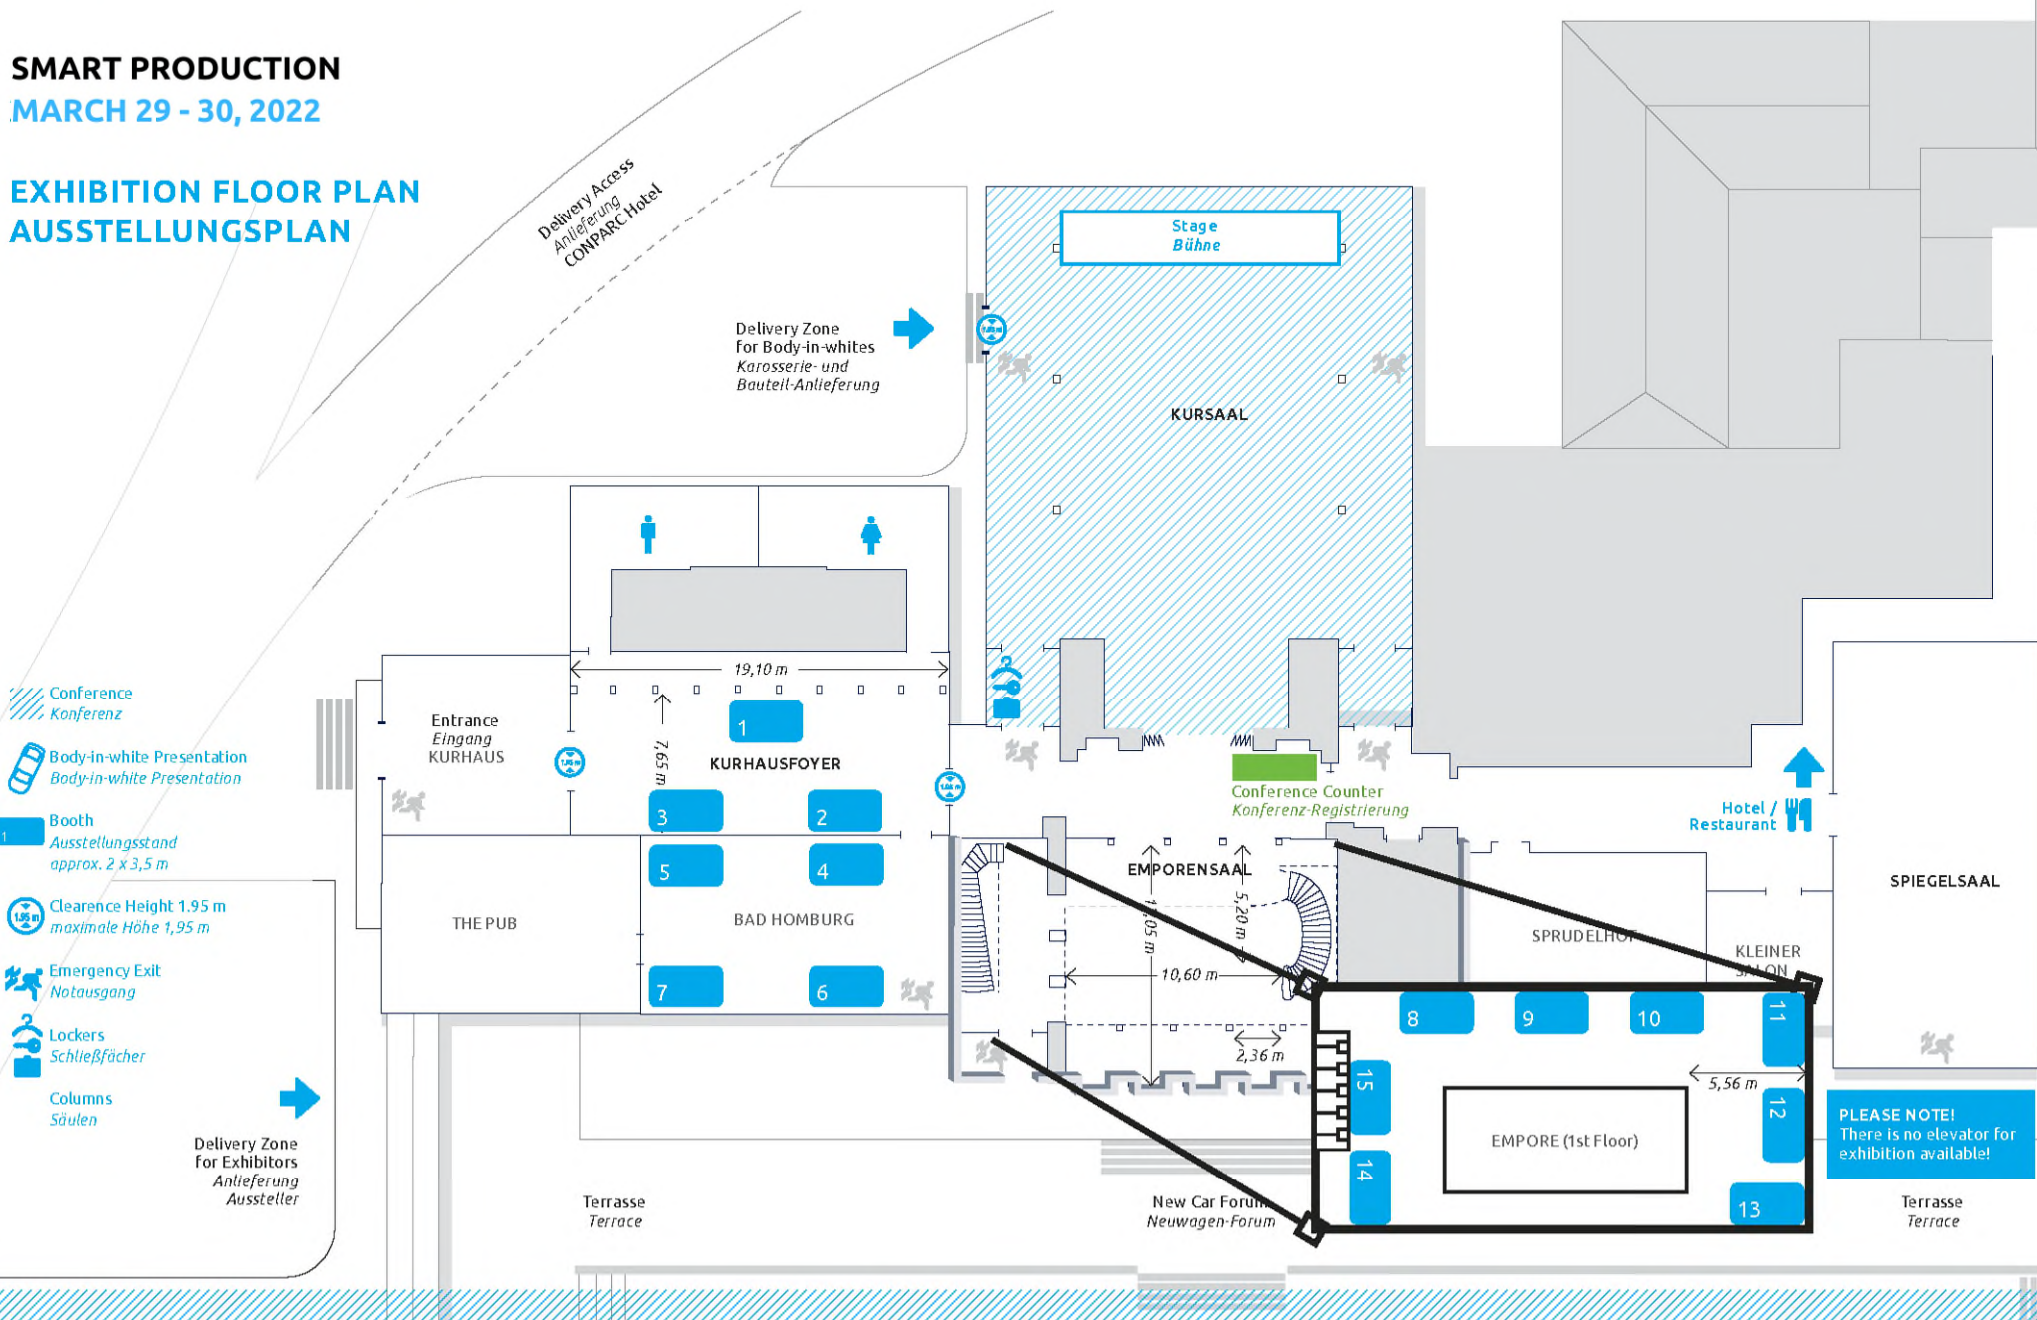 SMART PRODUCTION
MARCH 29 - 30, 2022
EXHIBITION FLOOR PLAN
AUSSTELLUNGSPLAN
Delivery Access
Anlieferung
CONPARC Hotel
Stage
Bühne
Delivery Zone
for Body-in-whites
Karosserie- und
Bauteil-Anlieferung
KURSAAL
19,10 m
Conference
Konferenz
Body-in-white Presentation
Body-in-white Presentation
1
Booth
Ausstellungsstand
approx. 2 x 3,5 m
1.95 m
Clearence Height 1.95 m
maximale Höhe 1,95 m
Emergency Exit
Notausgang
Lockers
Schließfächer
Columns
Säulen
Entrance
Eingang
KURHAUS
7,65 m
1
KURHAUSFOYER
3
2
5
4
THE PUB
BAD HOMBURG
7
6
Conference Counter
Konferenz-Registrierung
EMPORENSAAL
5,20 m
10,60 m
2,36 m
Hotel /
Restaurant
SPIEGELSAAL
SPRUDELHOF
KLEINER
SALON
8
9
10
11
15
5,56 m
12
EMPORE (1st Floor)
14
13
PLEASE NOTE!
There is no elevator for
exhibition available!
Delivery Zone
for Exhibitors
Anlieferung
Aussteller
Terrasse
Terrace
New Car Forum
Neuwagen-Forum
Terrasse
Terrace